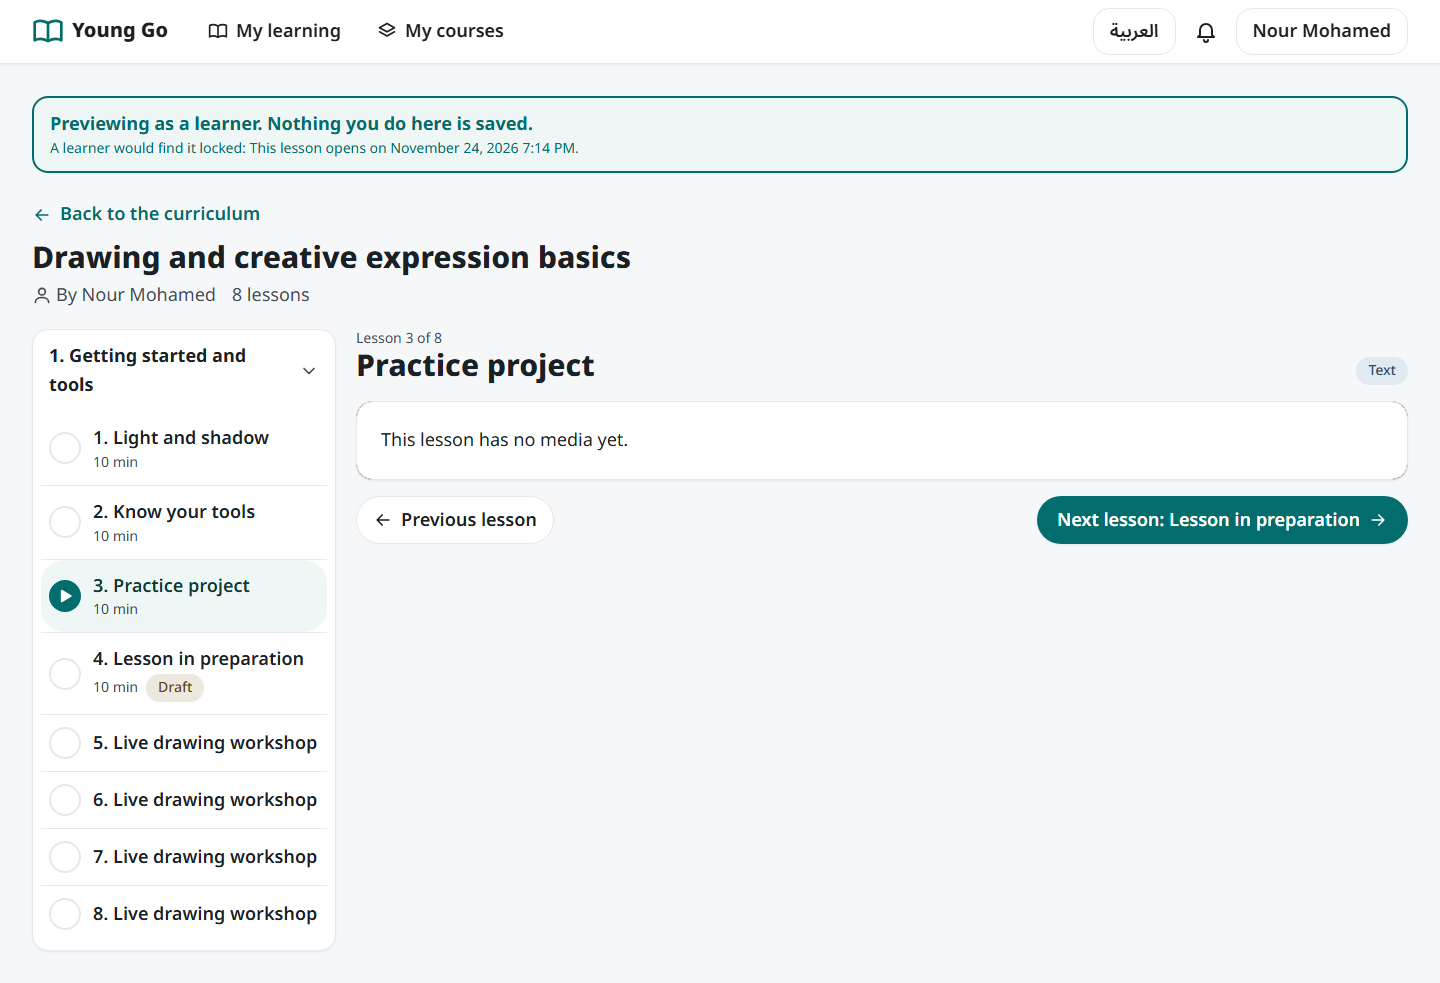 Young Go
My learning
My courses
العربية
Nour Mohamed
Previewing as a learner. Nothing you do here is saved.
A learner would find it locked: This lesson opens on November 24, 2026 7:14 PM.
Back to the curriculum
Drawing and creative expression basics
By Nour Mohamed 8 lessons
1. Getting started and
tools
1. Light and shadow
10 min
2. Know your tools
10 min
3. Practice project
10 min
4. Lesson in preparation
10 min Draft
5. Live drawing workshop
6. Live drawing workshop
7. Live drawing workshop
8. Live drawing workshop
Lesson 3 of 8
Practice project
Text
This lesson has no media yet.
Previous lesson
Next lesson: Lesson in preparation